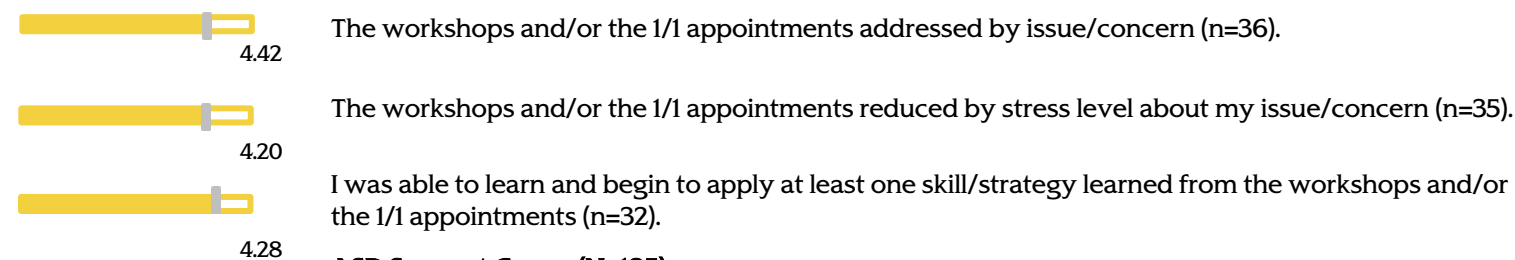 The workshops and/or the 1/1 appointments addressed by issue/concern (n=36).
4.42
The workshops and/or the 1/1 appointments reduced by stress level about my issue/concern (n=35).
4.20
I was able to learn and begin to apply at least one skill/strategy learned from the workshops and/or
the 1/1 appointments (n=32).
4.28